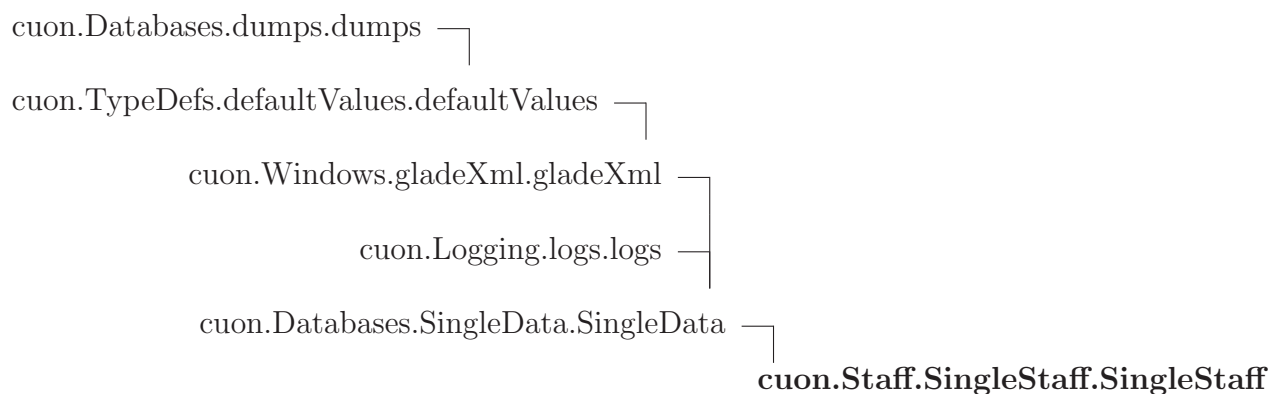 cuon.Databases.dumps.dumps
cuon.TypeDefs.defaultValues.defaultValues
cuon.Windows.gladeXml.gladeXml
cuon.Logging.logs.logs
cuon.Databases.SingleData.SingleData
cuon.Staff.SingleStaff.SingleStaff